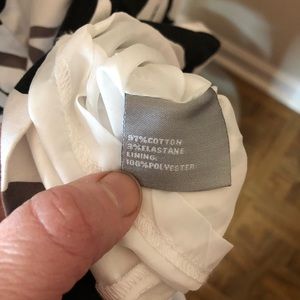 97%COTTON
3%ELASTANE
LINING:
100%POLYESTER